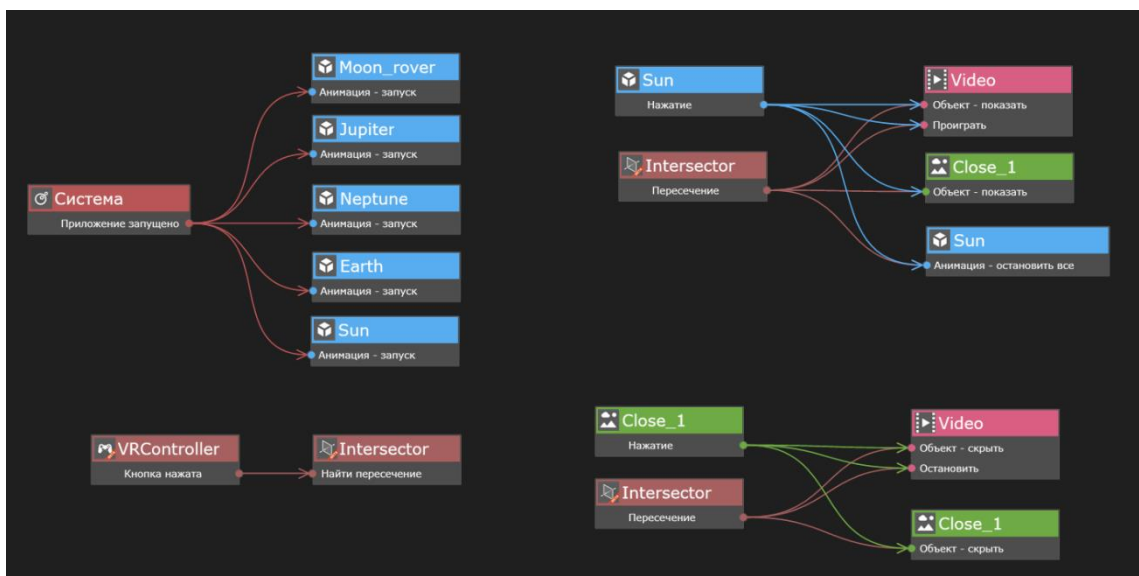 Moon_rover
Анимация - запуск
Jupiter
Анимация - запуск
Система
Приложение запущено
Neptune
Анимация - запуск
Earth
Анимация - запуск
Sun
Анимация - запуск
VRController
Кнопка нажата
Intersector
Найти пересечение
Sun
Нажатие
Intersector
Пересечение
Video
Объект - показать
Проиграть
Close_1
Объект - показать
Sun
Анимация - остановить все
Close_1
Нажатие
Intersector
Пересечение
Video
Объект - скрыть
Остановить
Close_1
Объект - скрыть